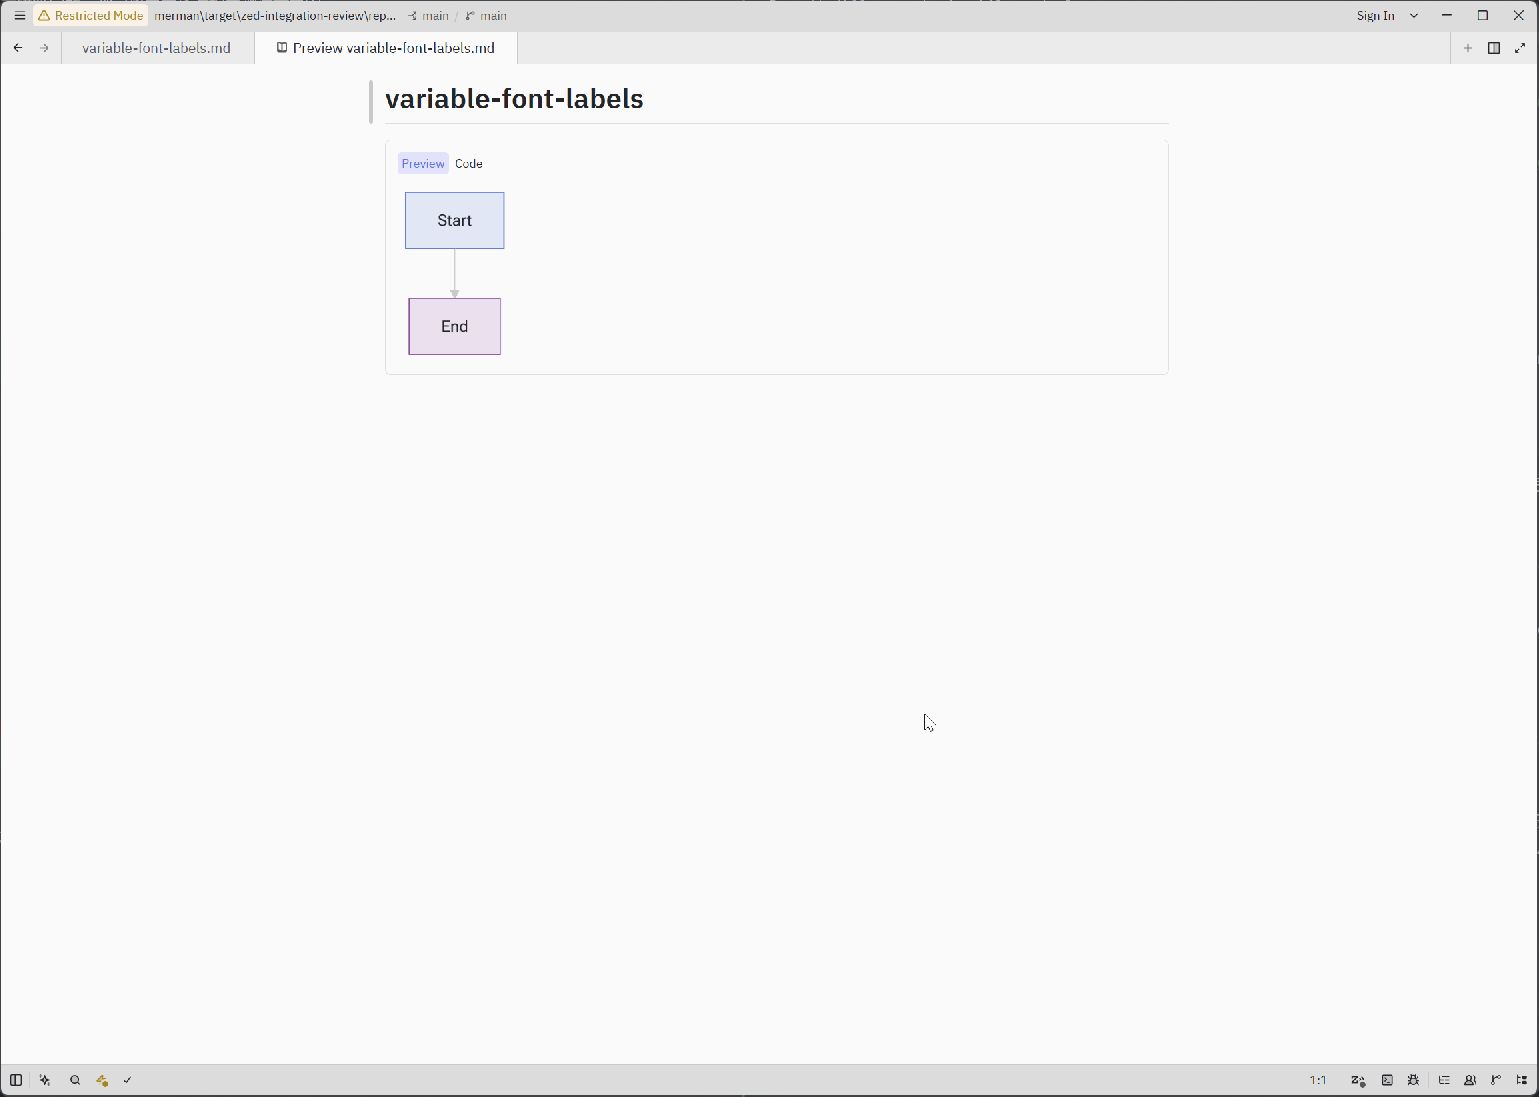 Restricted Mode merman\target\zed-integration-review\rep... main / main Sign In
variable-font-labels.md Preview variable-font-labels.md
variable-font-labels
Preview Code
Start
End
1:1